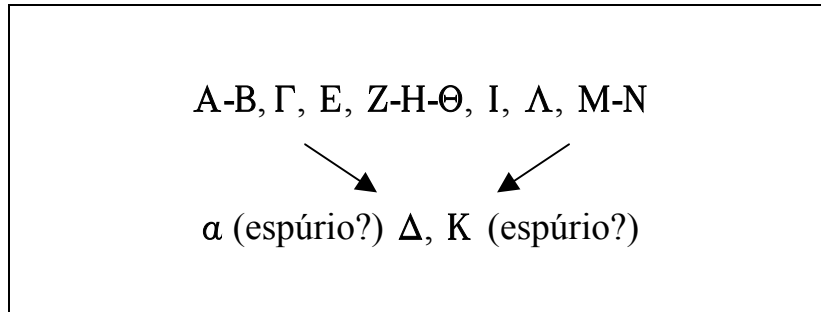 Α-Β, Γ, Ε, Ζ-Η-Θ, Ι, Λ, Μ-Ν
α (espúrio?) Δ, Κ (espúrio?)